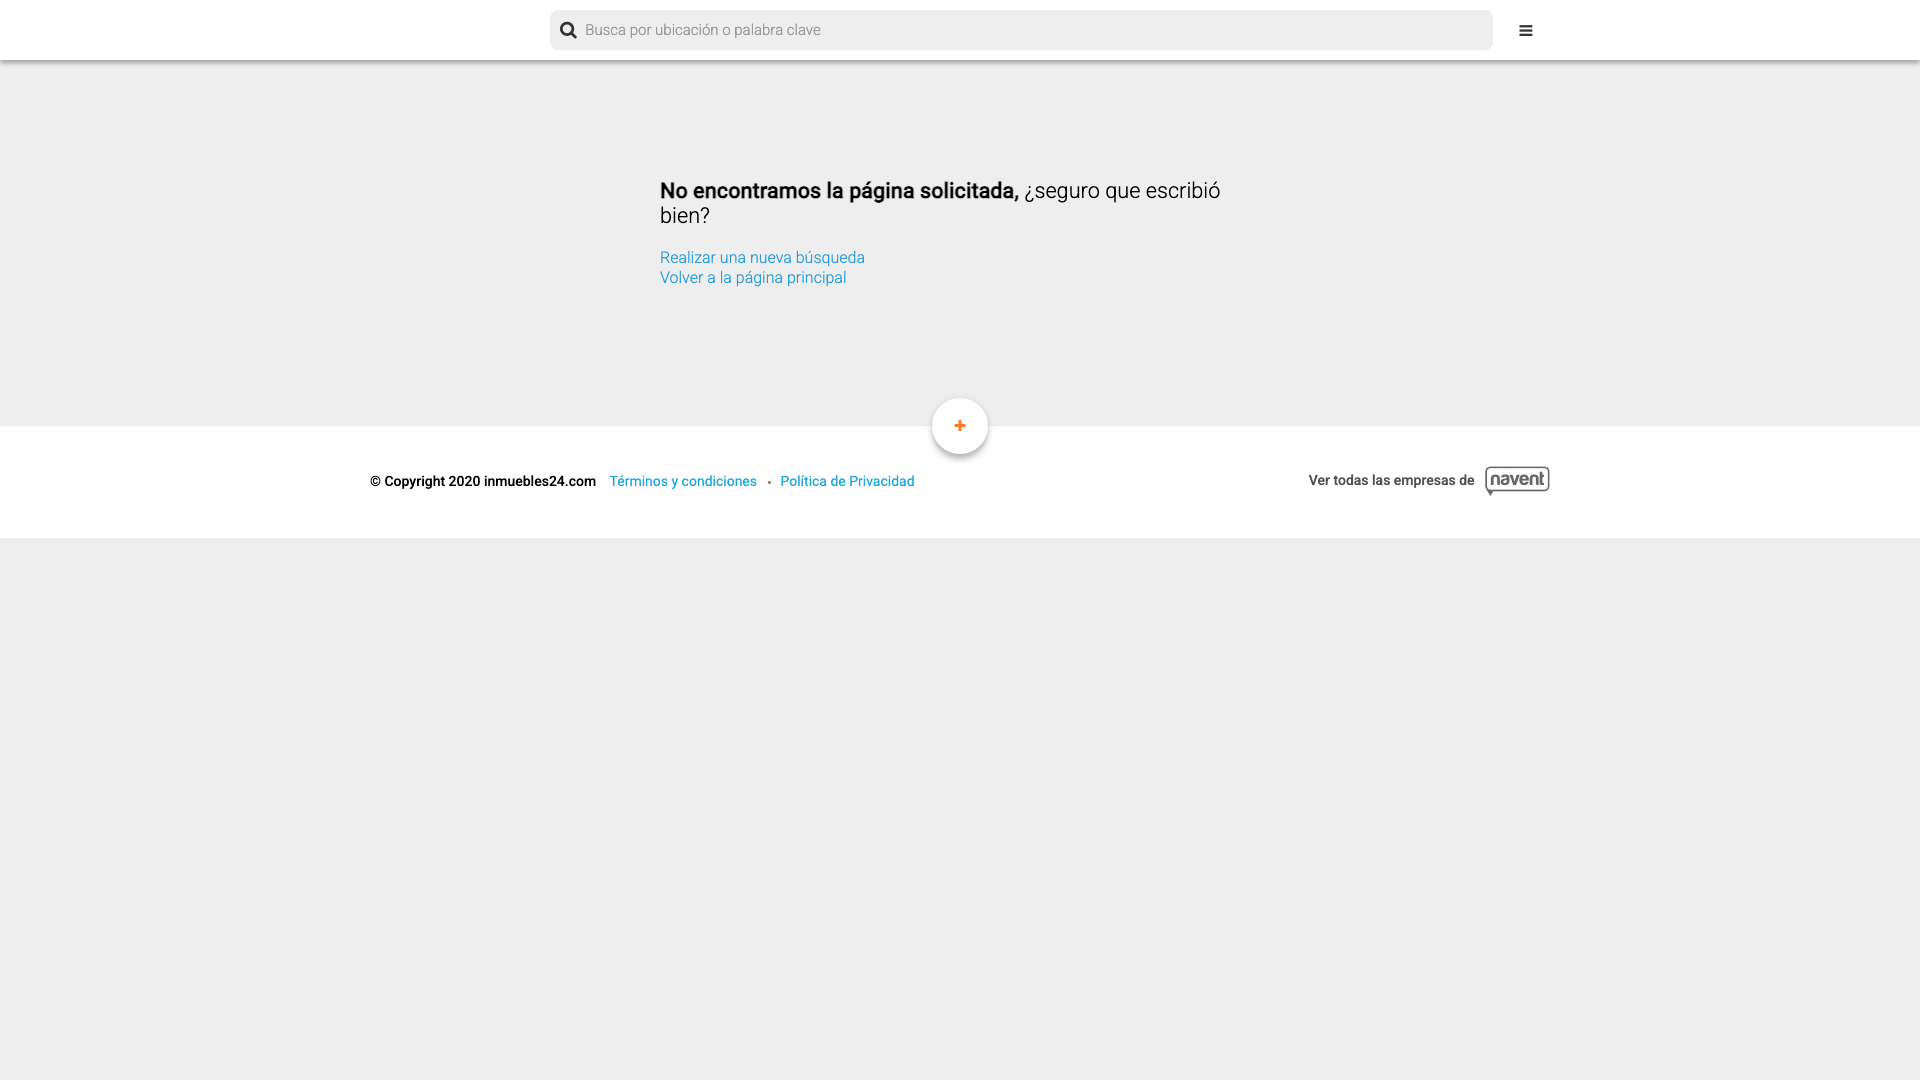 Busca por ubicación o palabra clave
No encontramos la página solicitada, ¿seguro que escribió
bien?
Realizar una nueva búsqueda
Volver a la página principal
© Copyright 2020 inmuebles24.com Términos y condiciones • Política de Privacidad
Ver todas las empresas de navent